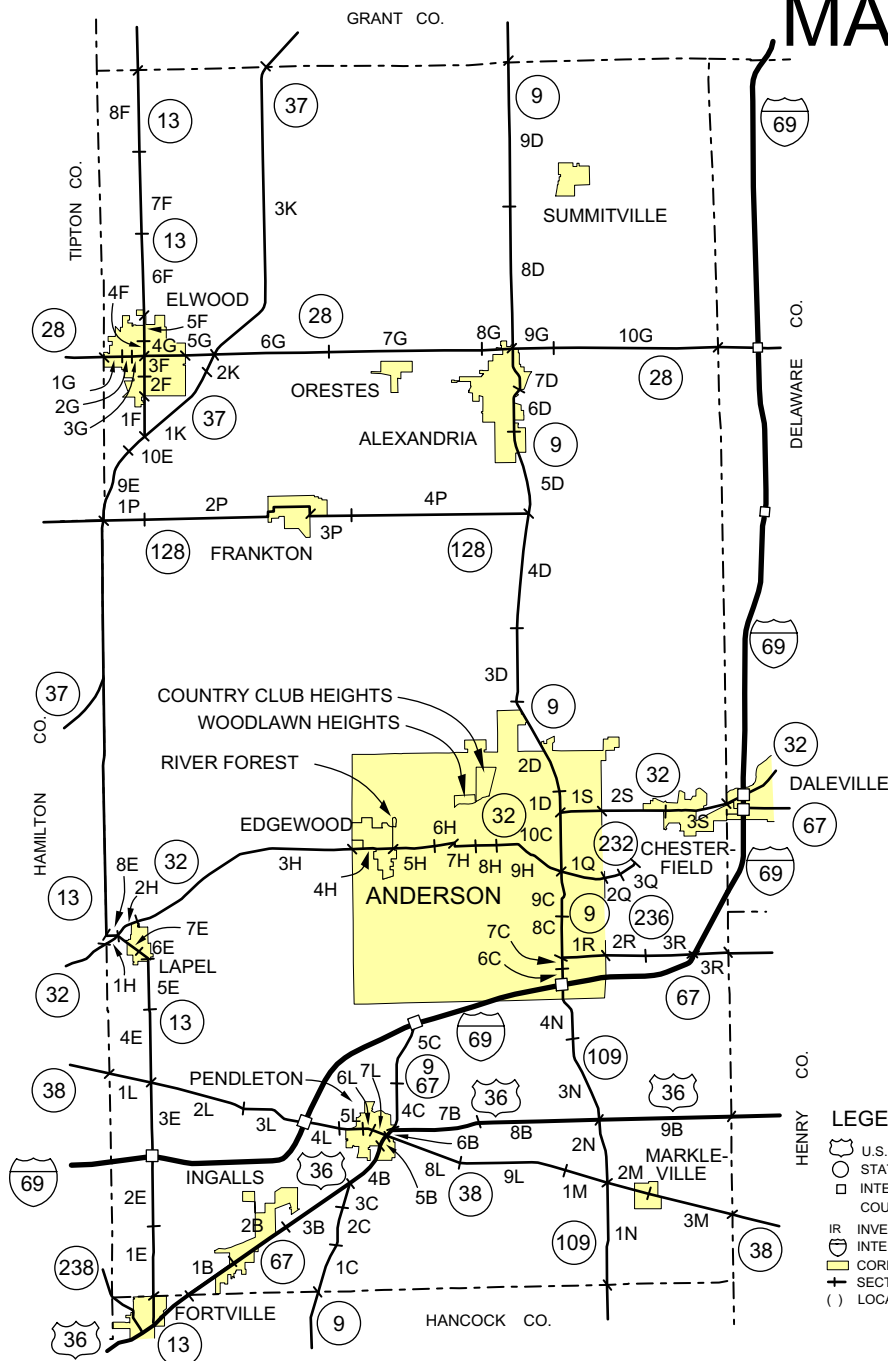 GRANT CO.
MA
69
8F
13
37
9
9D
TIPTON CO.
7F
3K
SUMMITVILLE
13
6F
8D
4F
ELWOOD
5F
28
28
4G
5G
6G
7G
8G
9G
10G
DELAWARE CO.
3F
2K
ORESTES
7D
28
1G
2F
2G
6D
3G
1F
1K
37
ALEXANDRIA
9
10E
9E
5D
1P
2P
4P
3P
128
FRANKTON
128
4D
69
3D
37
COUNTRY CLUB HEIGHTS
9
WOODLAWN HEIGHTS
HAMILTON CO.
RIVER FOREST
2D
32
32
DALEVILLE
1D
1S
2S
3S
EDGEWOOD
6H
32
10C
232
67
CHESTER-
FIELD
3H
5H
7H
8H
9H
1Q
69
4H
2Q
3Q
8E
2H
32
13
ANDERSON
9C
9
236
7E
8C
6E
7C
1R
2R
3R
LAPEL
6C
3R
1H
32
5E
67
13
4N
69
4E
5C
109
9
67
38
PENDLETON
6L
7L
36
3N
36
1L
2L
3L
5L
4C
7B
3E
4L
6B
8B
9B
HENRY CO.
LEGE
U.S.
STAT
INTE
COU
IR INVE
INTE
CORI
SECT
( ) LOCA
2N
MARKLE-
VILLE
69
INGALLS
36
4B
5B
8L
38
9L
2M
1M
2E
3C
3M
2B
3B
2C
109
1N
38
1E
1B
67
1C
238
FORTVILLE
36
13
9
HANCOCK CO.